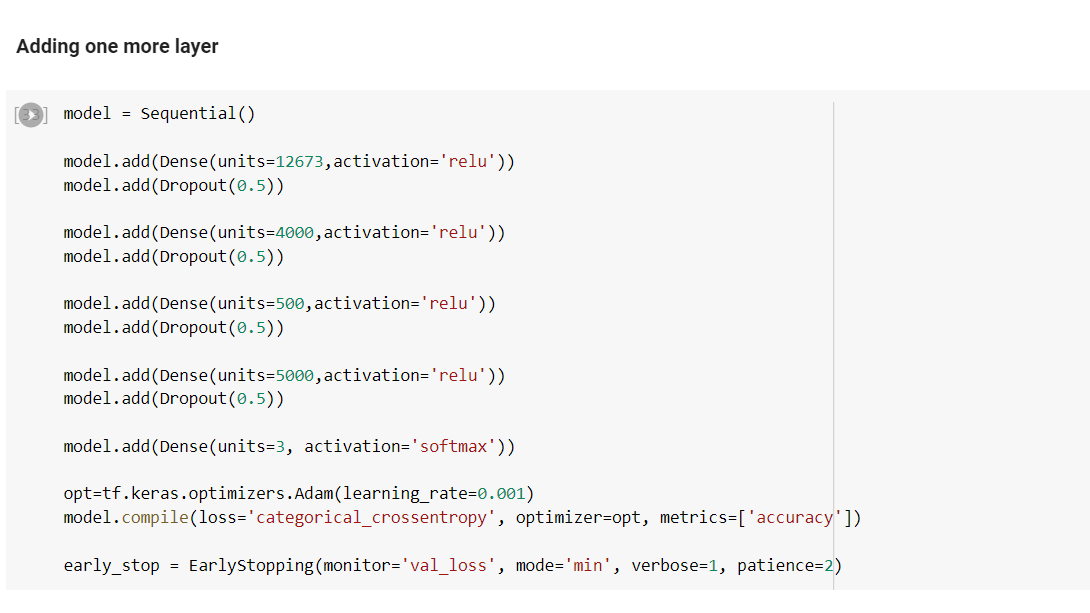 Adding one more layer
[33]
model = Sequential()
model.add(Dense(units=12673,activation='relu'))
model.add(Dropout(0.5))
model.add(Dense(units=4000,activation='relu'))
model.add(Dropout(0.5))
model.add(Dense(units=500,activation='relu'))
model.add(Dropout(0.5))
model.add(Dense(units=5000,activation='relu'))
model.add(Dropout(0.5))
model.add(Dense(units=3, activation='softmax'))
opt=tf.keras.optimizers.Adam(learning_rate=0.001)
model.compile(loss='categorical_crossentropy', optimizer=opt, metrics=['accuracy'])
early_stop = EarlyStopping(monitor='val_loss', mode='min', verbose=1, patience=2)